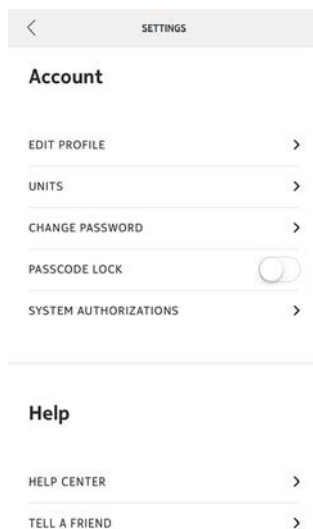 SETTINGS
Account
EDIT PROFILE
UNITS
CHANGE PASSWORD
PASSCODE LOCK
SYSTEM AUTHORIZATIONS
Help
HELP CENTER
TELL A FRIEND